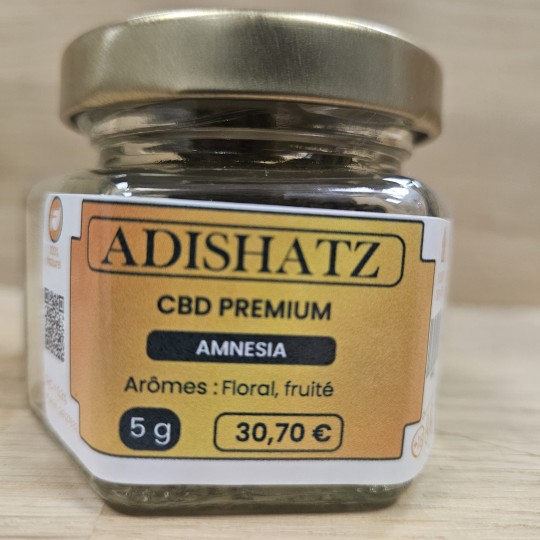 ADISHATZ
CBD PREMIUM
AMNESIA
Arômes : Floral, fruité
5 g
30,70 €